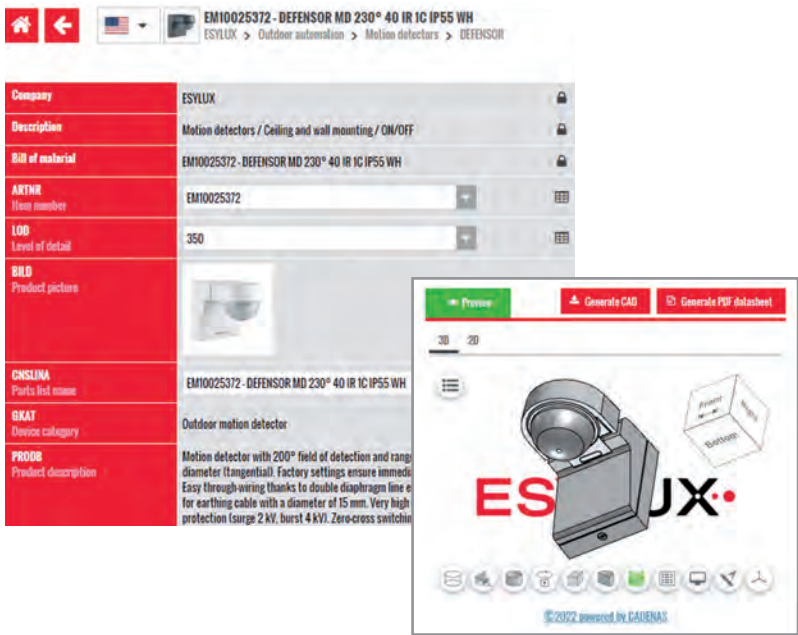 EM10025372 - DEFENSOR MD 230° 40 IR 1C IP55 WH
ESYLUX > Outdoor automation > Motion detectors > DEFENSOR
Company
ESYLUX
Description
Motion detectors / Ceiling and wall mounting / ON/OFF
Bill of material
EM10025372 - DEFENSOR MD 230° 40 IR 1C IP55 WH
ARTNR
Item number
EM10025372
LOD
Level of detail
350
BILD
Product picture
CNSLINA
Parts list name
EM10025372 - DEFENSOR MD 230° 40 IR 1C IP55 WH
GKAT
Device category
Outdoor motion detector
PRODB
Product description
Motion detector with 200° field of detection and rang
diameter (tangential). Factory settings ensure immedi
Easy through-wiring thanks to double diaphragm line e
for earthing cable with a diameter of 15 mm. Very high
protection (surge 2 kV, burst 4 kV). Zero-cross switchin
Preview
Generate CAD
Generate PDF datasheet
3D 2D
Front
Right
Bottom
ES UX
©2022 powered by CADENAS